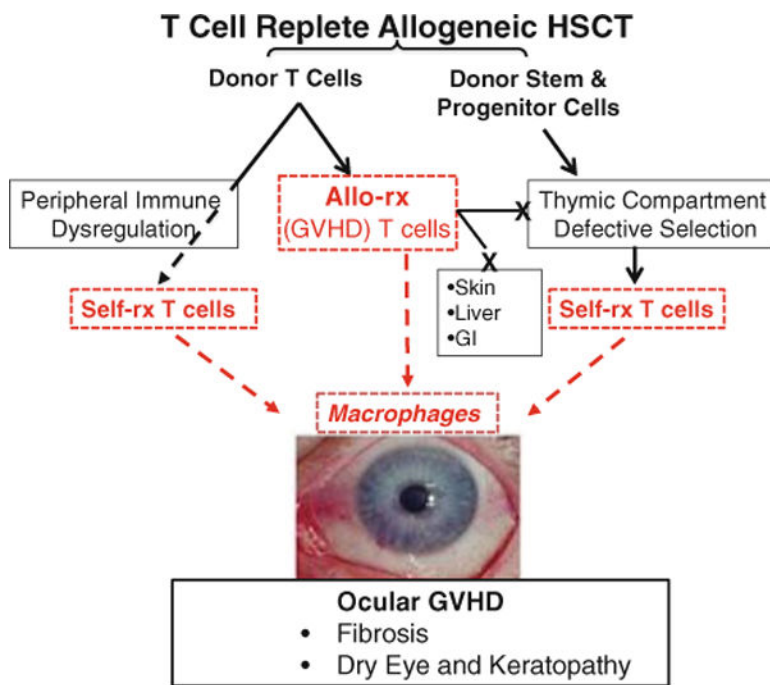 T Cell Replete Allogeneic HSCT
Donor T Cells
Donor Stem &
Progenitor Cells
Peripheral Immune
Dysregulation
Allo-rx
(GVHD) T cells
X
Thymic Compartment
Defective Selection
X
•Skin
•Liver
•GI
Self-rx T cells
Self-rx T cells
Macrophages
Ocular GVHD
• Fibrosis
• Dry Eye and Keratopathy